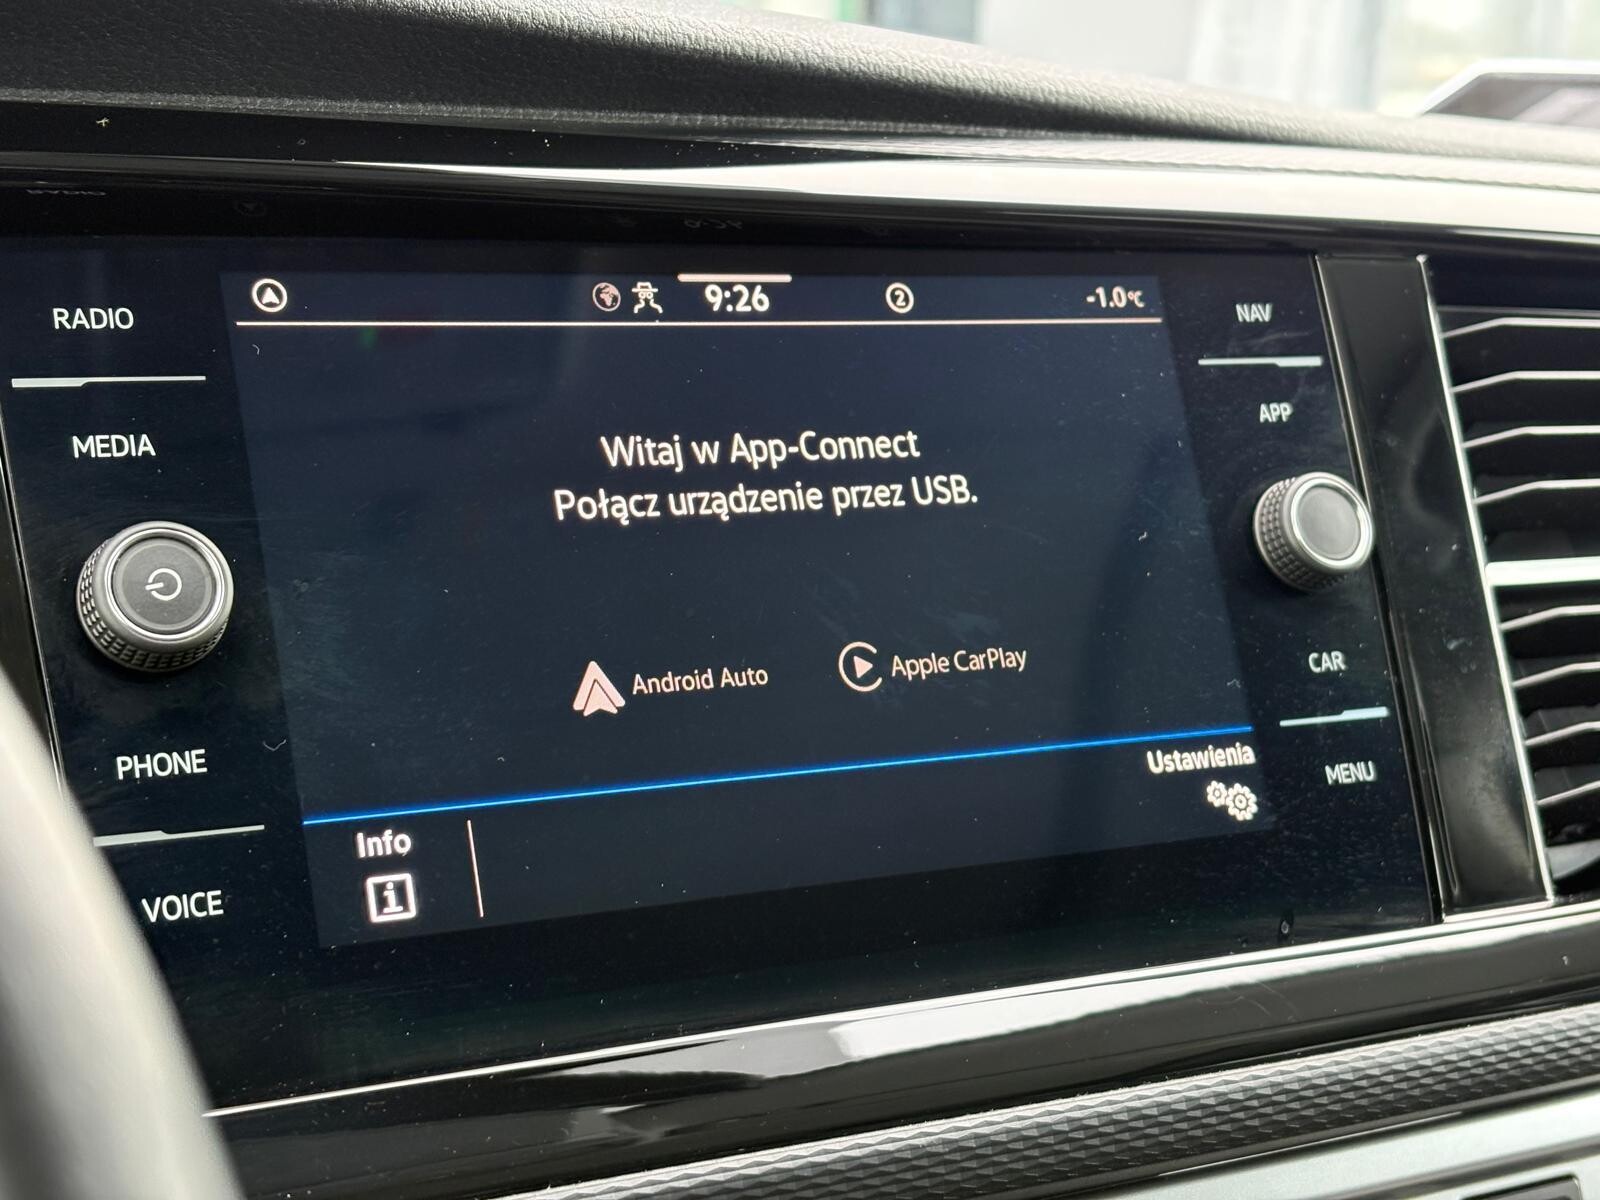 RADIO
MEDIA
PHONE
VOICE
9:26
2
-1.0°C
Witaj w App-Connect
Połącz urządzenie przez USB.
Android Auto
Apple CarPlay
Ustawienia
Info
NAV
APP
CAR
MENU